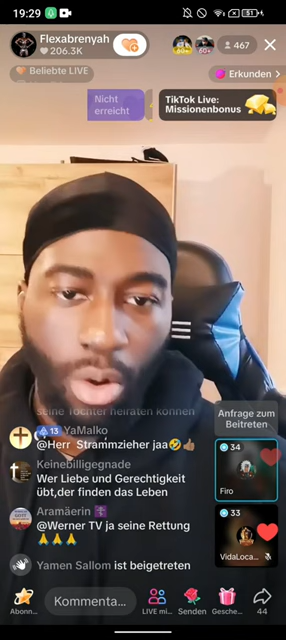 19:29
51
Flexabrenyah
206.3K
60+
60+
467
Beliebte LIVE
Erkunden >
Nicht
erreicht
TikTok Live:
Missionenbonus
seine Tochter heiraten können
13 YaMalko
@Herr Strammzieher jaa🤣👍🏽
Keinebilligegnade
Wer Liebe und Gerechtigkeit
übt,der finden das Leben
Aramäerin
@Werner TV ja seine Rettung
🙏🙏🙏
Yamen Sallom ist beigetreten
Anfrage zum
Beitreten
34
Firo
33
VidaLoca...
Abonn...
Kommenta...
LIVE mi...
Senden
Gesche...
44